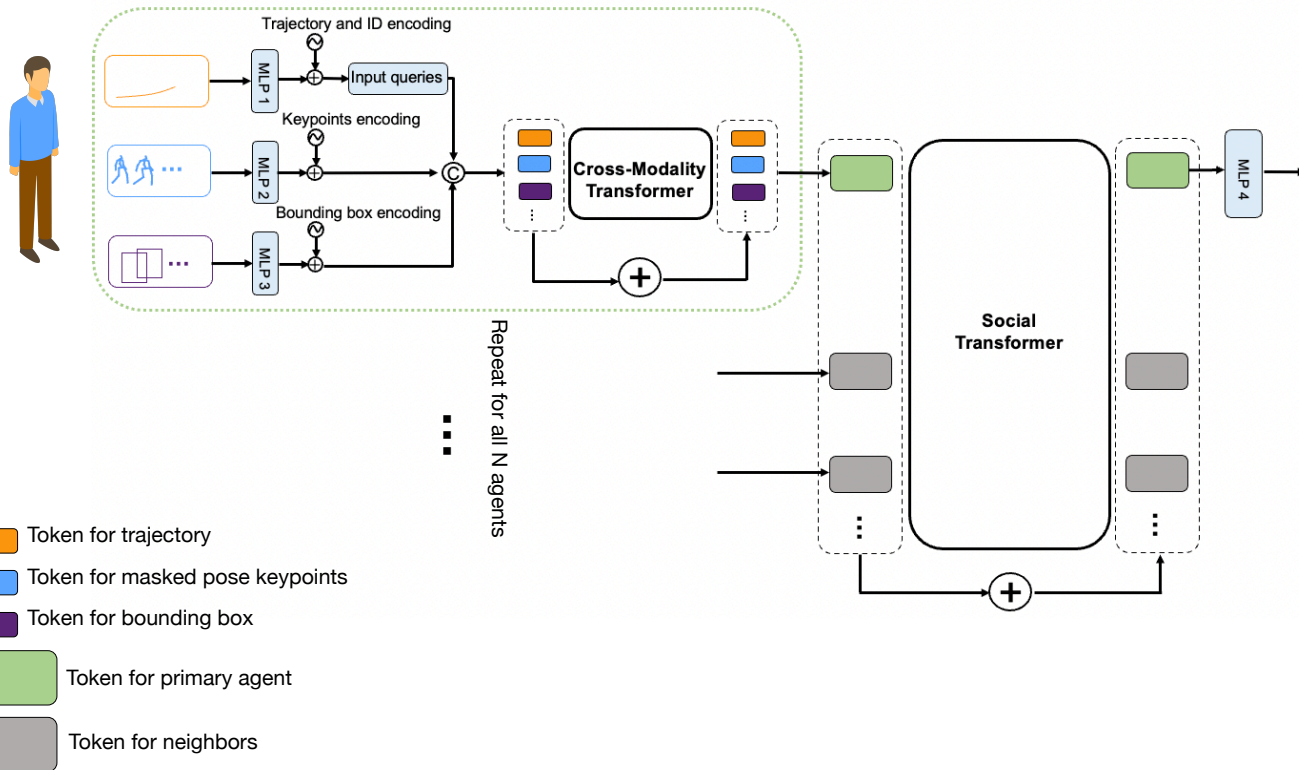 Trajectory and ID encoding
MLP 1
Input queries
Keypoints encoding
MLP 2
C
Bounding box encoding
MLP 3
Cross-Modality
Transformer
Repeat for all N agents
Social
Transformer
MLP 4
Token for trajectory
Token for masked pose keypoints
Token for bounding box
Token for primary agent
Token for neighbors